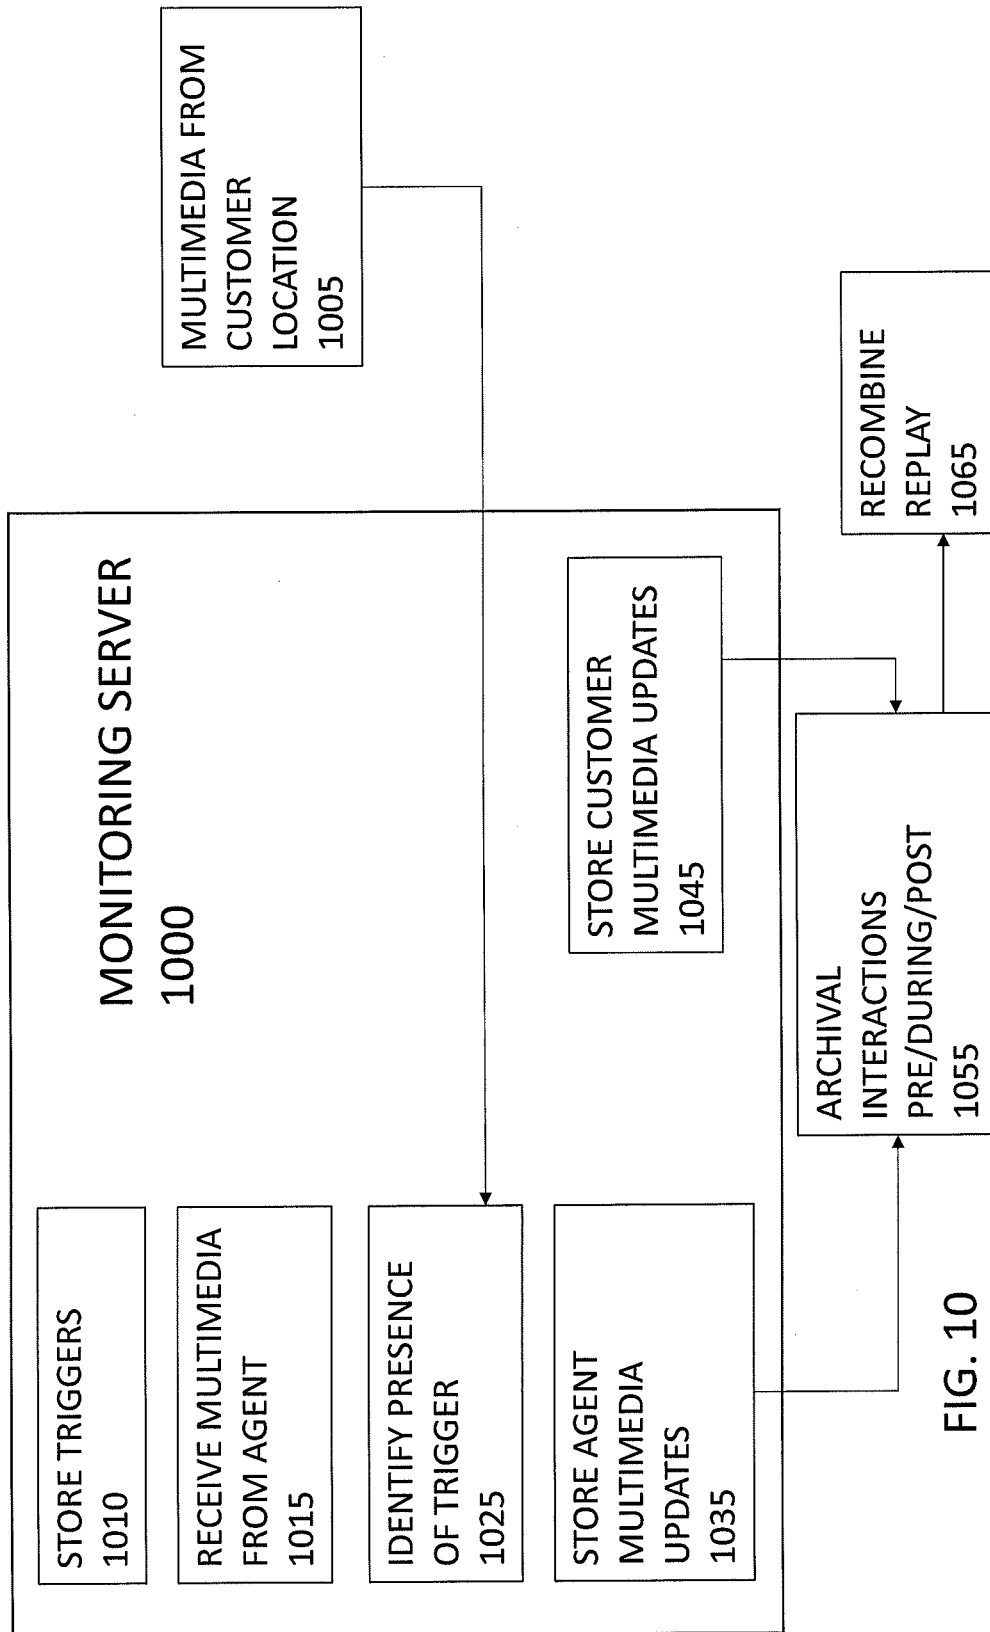 MONITORING SERVER
1000
STORE TRIGGERS
1010
RECEIVE MULTIMEDIA
FROM AGENT
1015
IDENTIFY PRESENCE
OF TRIGGER
1025
STORE AGENT
MULTIMEDIA
UPDATES
1035
STORE CUSTOMER
MULTIMEDIA UPDATES
1045
MULTIMEDIA FROM
CUSTOMER
LOCATION
1005
ARCHIVAL
INTERACTIONS
PRE/DURING/POST
1055
RECOMBINE
REPLAY
1065
FIG. 10